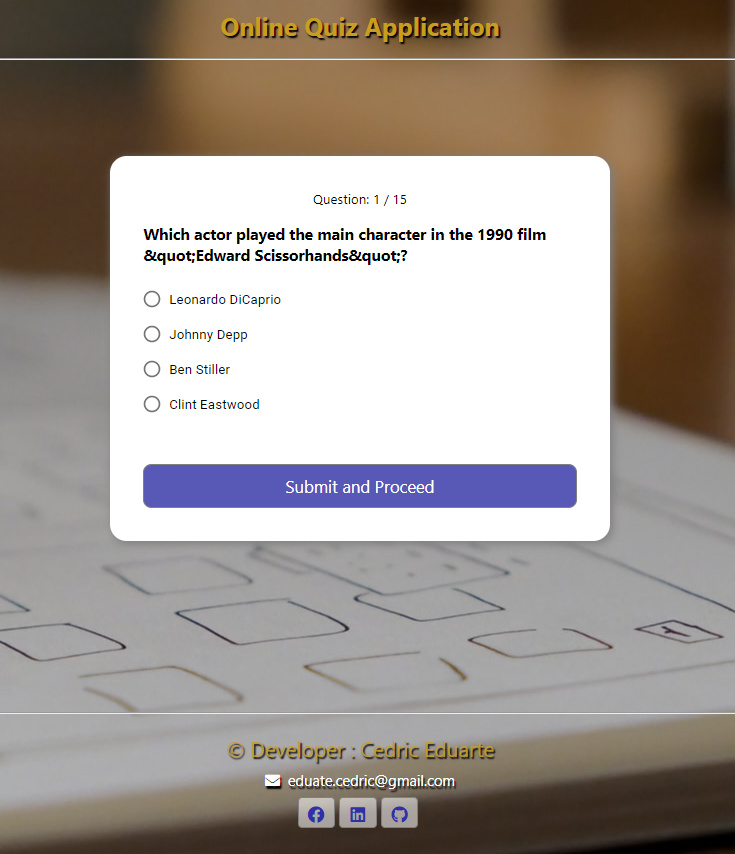 Online Quiz Application
Question: 1 / 15
Which actor played the main character in the 1990 film
&quot;Edward Scissorhands&quot;?
Leonardo DiCaprio
Johnny Depp
Ben Stiller
Clint Eastwood
Submit and Proceed
© Developer : Cedric Eduarte
eduate.cedric@gmail.com